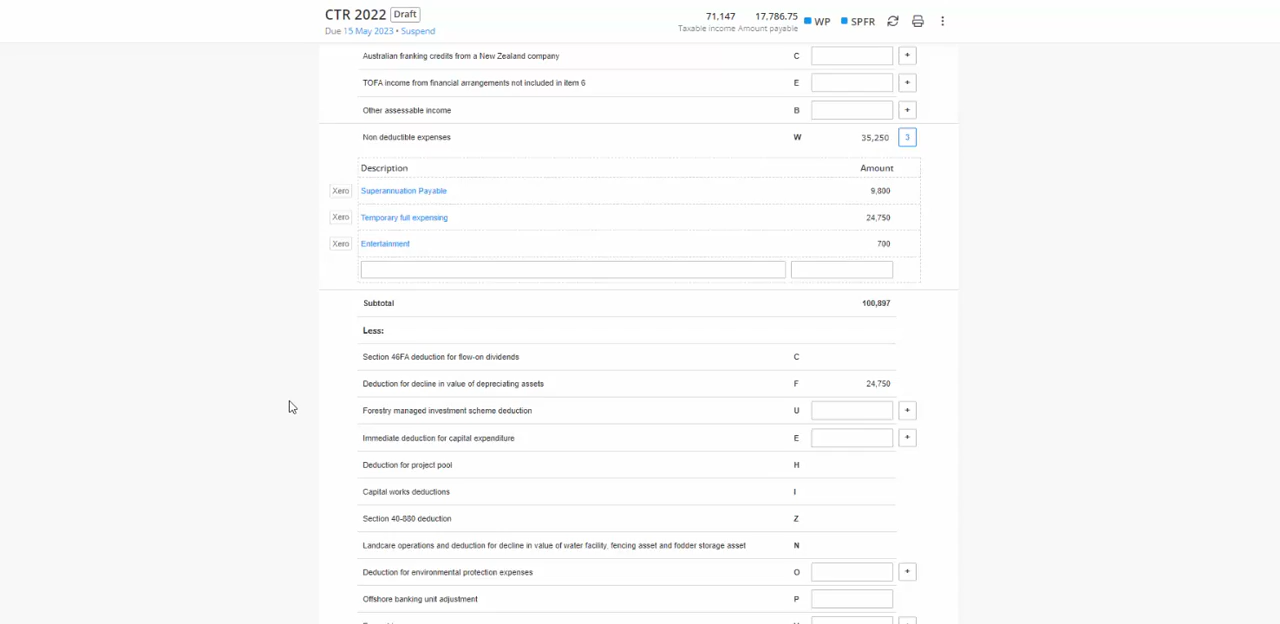 CTR 2022 Draft
Due 15 May 2023 • Suspend
71,147 17,786.75
Taxable income Amount payable
WP SPFR
Australian franking credits from a New Zealand company C +
TOFA income from financial arrangements not included in item 6 E +
Other assessable income B +
Non deductible expenses W 35,250 3
Description Amount
Xero Superannuation Payable 9,800
Xero Temporary full expensing 24,750
Xero Entertainment 700
Subtotal 100,897
Less:
Section 46FA deduction for flow-on dividends C
Deduction for decline in value of depreciating assets F 24,750
Forestry managed investment scheme deduction U +
Immediate deduction for capital expenditure E +
Deduction for project pool H
Capital works deductions I
Section 40-880 deduction Z
Landcare operations and deduction for decline in value of water facility, fencing asset and fodder storage asset N
Deduction for environmental protection expenses O +
Offshore banking unit adjustment P